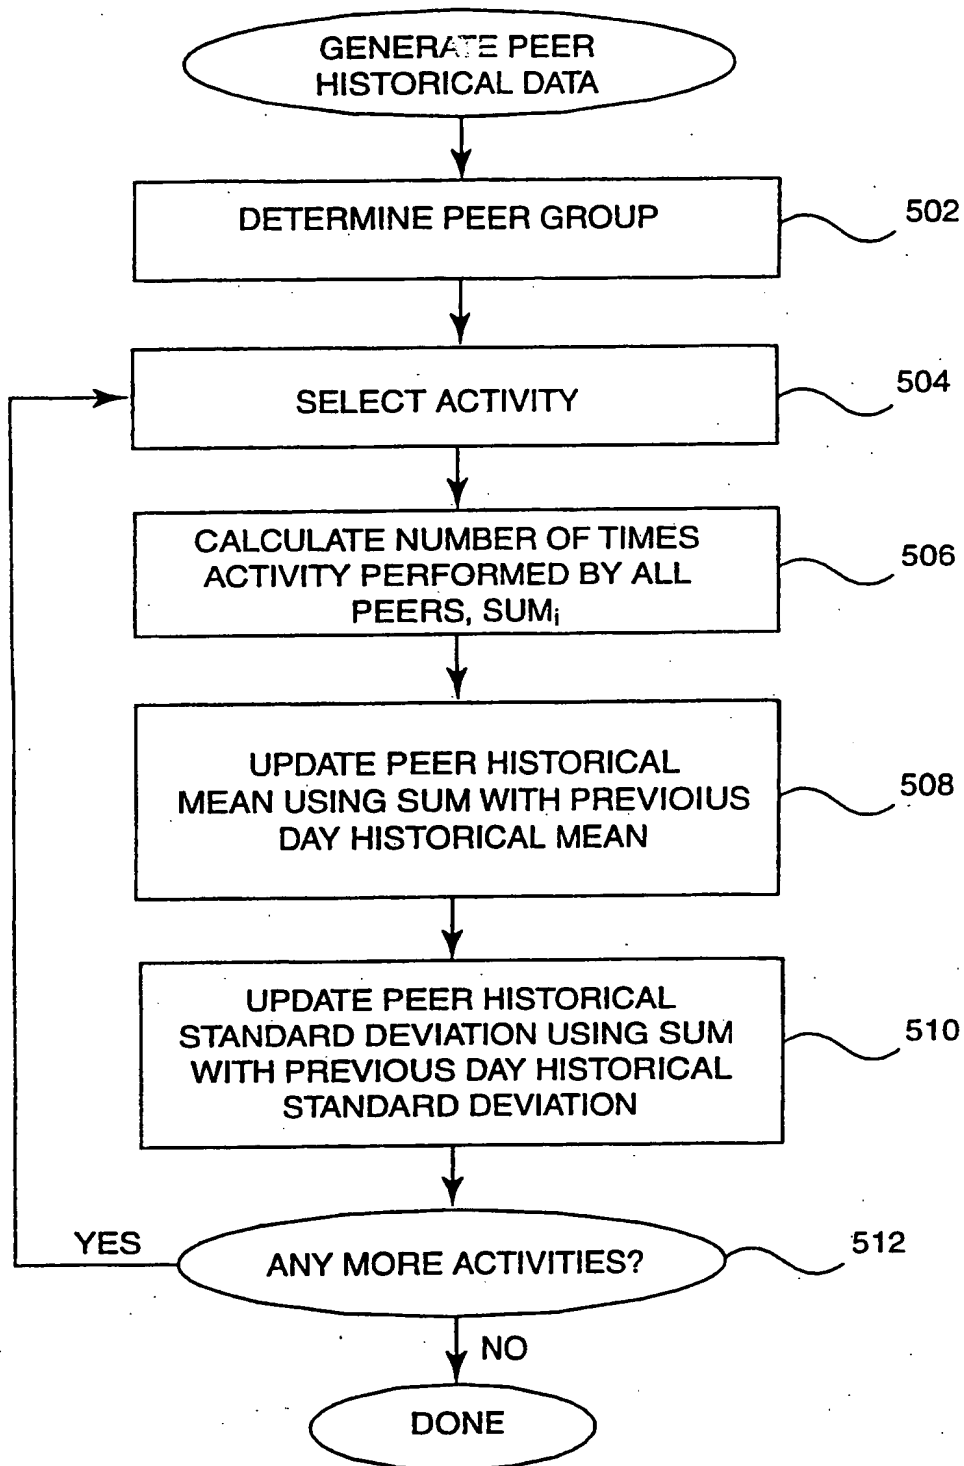 GENERATE PEER
HISTORICAL DATA
DETERMINE PEER GROUP
502
SELECT ACTIVITY
504
CALCULATE NUMBER OF TIMES
ACTIVITY PERFORMED BY ALL
PEERS, SUMi
506
UPDATE PEER HISTORICAL
MEAN USING SUM WITH PREVIOIUS
DAY HISTORICAL MEAN
508
UPDATE PEER HISTORICAL
STANDARD DEVIATION USING SUM
WITH PREVIOUS DAY HISTORICAL
STANDARD DEVIATION
510
YES
ANY MORE ACTIVITIES?
512
NO
DONE